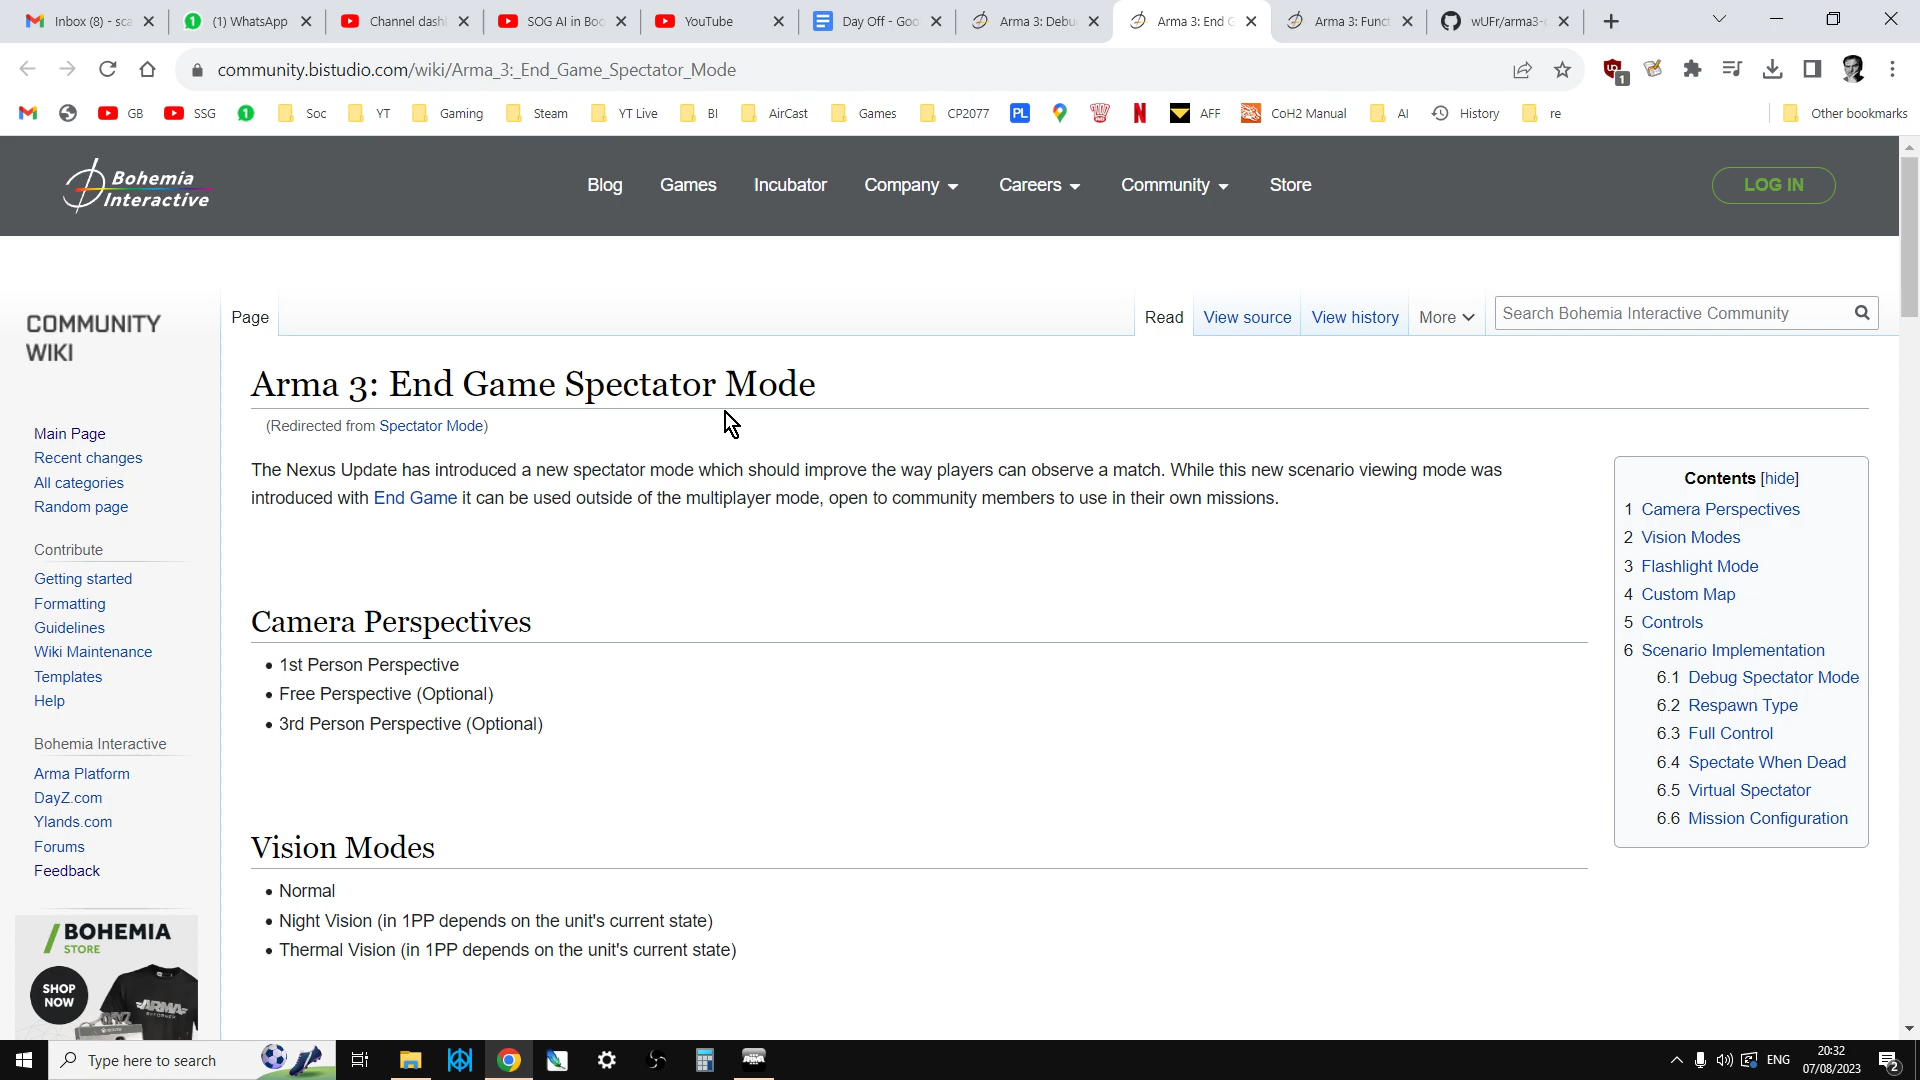 Inbox (8) - sca
(1) WhatsApp
Channel dash
SOG AI in Boo
YouTube
Day Off - Goo
Arma 3: Debu
Arma 3: End G
Arma 3: Funct
wUFr/arma3-
community.bistudio.com/wiki/Arma_3:_End_Game_Spectator_Mode
1
GB
SSG
1
Soc
YT
Gaming
Steam
YT Live
BI
AirCast
Games
CP2077
PL
N
AFF
CoH2 Manual
AI
History
re
Other bookmarks
Bohemia
Interactive
Blog
Games
Incubator
Company
Careers
Community
Store
LOG IN
COMMUNITY
WIKI
Page
Read
View source
View history
More
Search Bohemia Interactive Community
Main Page
Recent changes
All categories
Random page
Contribute
Getting started
Formatting
Guidelines
Wiki Maintenance
Templates
Help
Bohemia Interactive
Arma Platform
DayZ.com
Ylands.com
Forums
Feedback
BOHEMIA
STORE
SHOP
NOW
ARMA
Arma 3: End Game Spectator Mode
(Redirected from Spectator Mode)
The Nexus Update has introduced a new spectator mode which should improve the way players can observe a match. While this new scenario viewing mode was
introduced with End Game it can be used outside of the multiplayer mode, open to community members to use in their own missions.
Camera Perspectives
• 1st Person Perspective
• Free Perspective (Optional)
• 3rd Person Perspective (Optional)
Vision Modes
• Normal
• Night Vision (in 1PP depends on the unit's current state)
• Thermal Vision (in 1PP depends on the unit's current state)
Contents [hide]
1 Camera Perspectives
2 Vision Modes
3 Flashlight Mode
4 Custom Map
5 Controls
6 Scenario Implementation
6.1 Debug Spectator Mode
6.2 Respawn Type
6.3 Full Control
6.4 Spectate When Dead
6.5 Virtual Spectator
6.6 Mission Configuration
Type here to search
ENG
20:32
07/08/2023
2